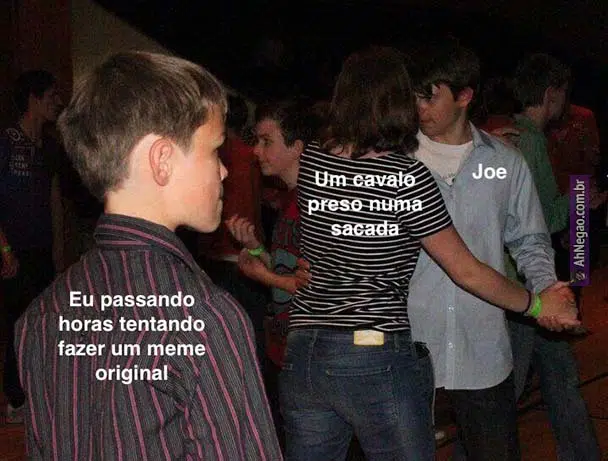 Um cavalo
preso numa
sacada
Joe
Eu passando
horas tentando
fazer um meme
original
AhNegao.com.br